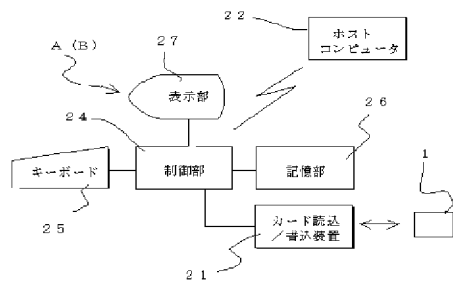 22
ホスト
コンピュータ
27
A (B)
表示部
24
26
キーボード
制御部
記憶部
1
25
カード読込
/書込装置
21